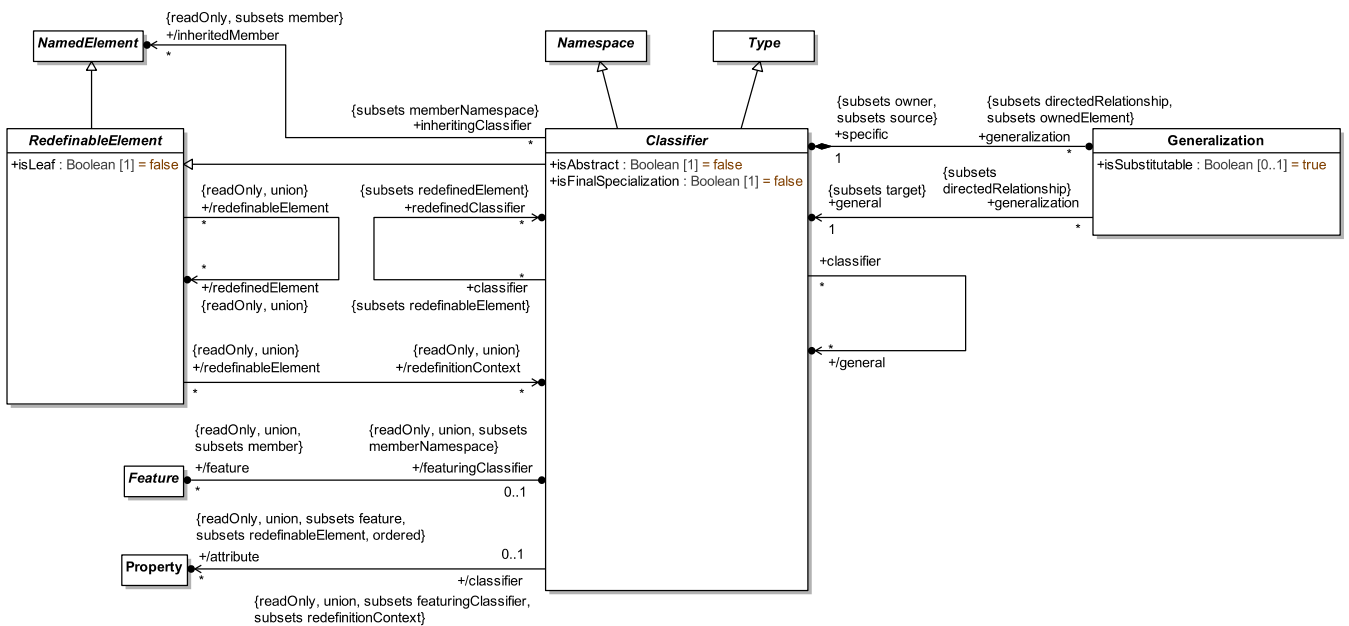 {readOnly, subsets member}
+/inheritedMember
*
NamedElement
Namespace
Type
{subsets memberNamespace}
+inheritingClassifier
*
RedefinableElement
+isLeaf : Boolean [1] = false
Classifier
+isAbstract : Boolean [1] = false
+isFinalSpecialization : Boolean [1] = false
{subsets owner,
subsets source}
+specific
1
{subsets directedRelationship,
subsets ownedElement}
+generalization
*
Generalization
+isSubstitutable : Boolean [0..1] = true
{subsets target}
+general
1
{subsets
directedRelationship}
+generalization
*
{readOnly, union}
+/redefinableElement
*
*
+/redefinedElement
{readOnly, union}
{subsets redefinedElement}
+redefinedClassifier
*
*
+classifier
{subsets redefinableElement}
+classifier
*
*
+/general
{readOnly, union}
+/redefinableElement
*
{readOnly, union}
+/redefinitionContext
*
{readOnly, union,
subsets member}
+/feature
*
{readOnly, union, subsets
memberNamespace}
+/featuringClassifier
0..1
Feature
{readOnly, union, subsets feature,
subsets redefinableElement, ordered}
+/attribute
*
0..1
Property
+/classifier
{readOnly, union, subsets featuringClassifier,
subsets redefinitionContext}